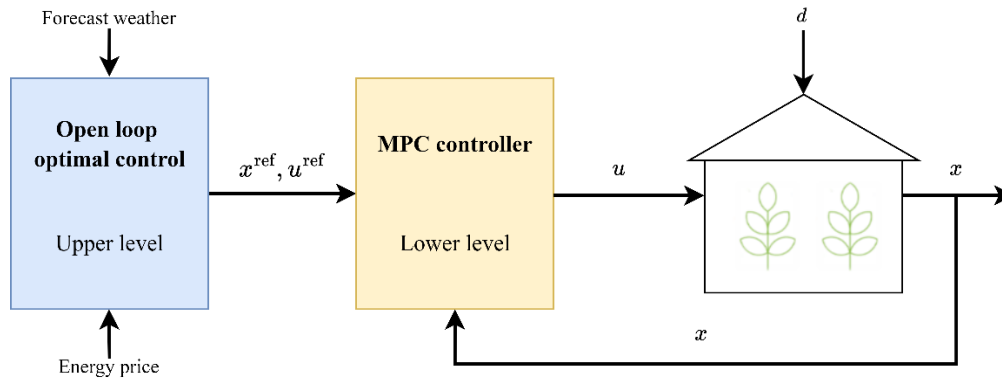 Forecast weather
d
Open loop
optimal control
Upper level
x^ref, u^ref
MPC controller
Lower level
u
x
x
Energy price